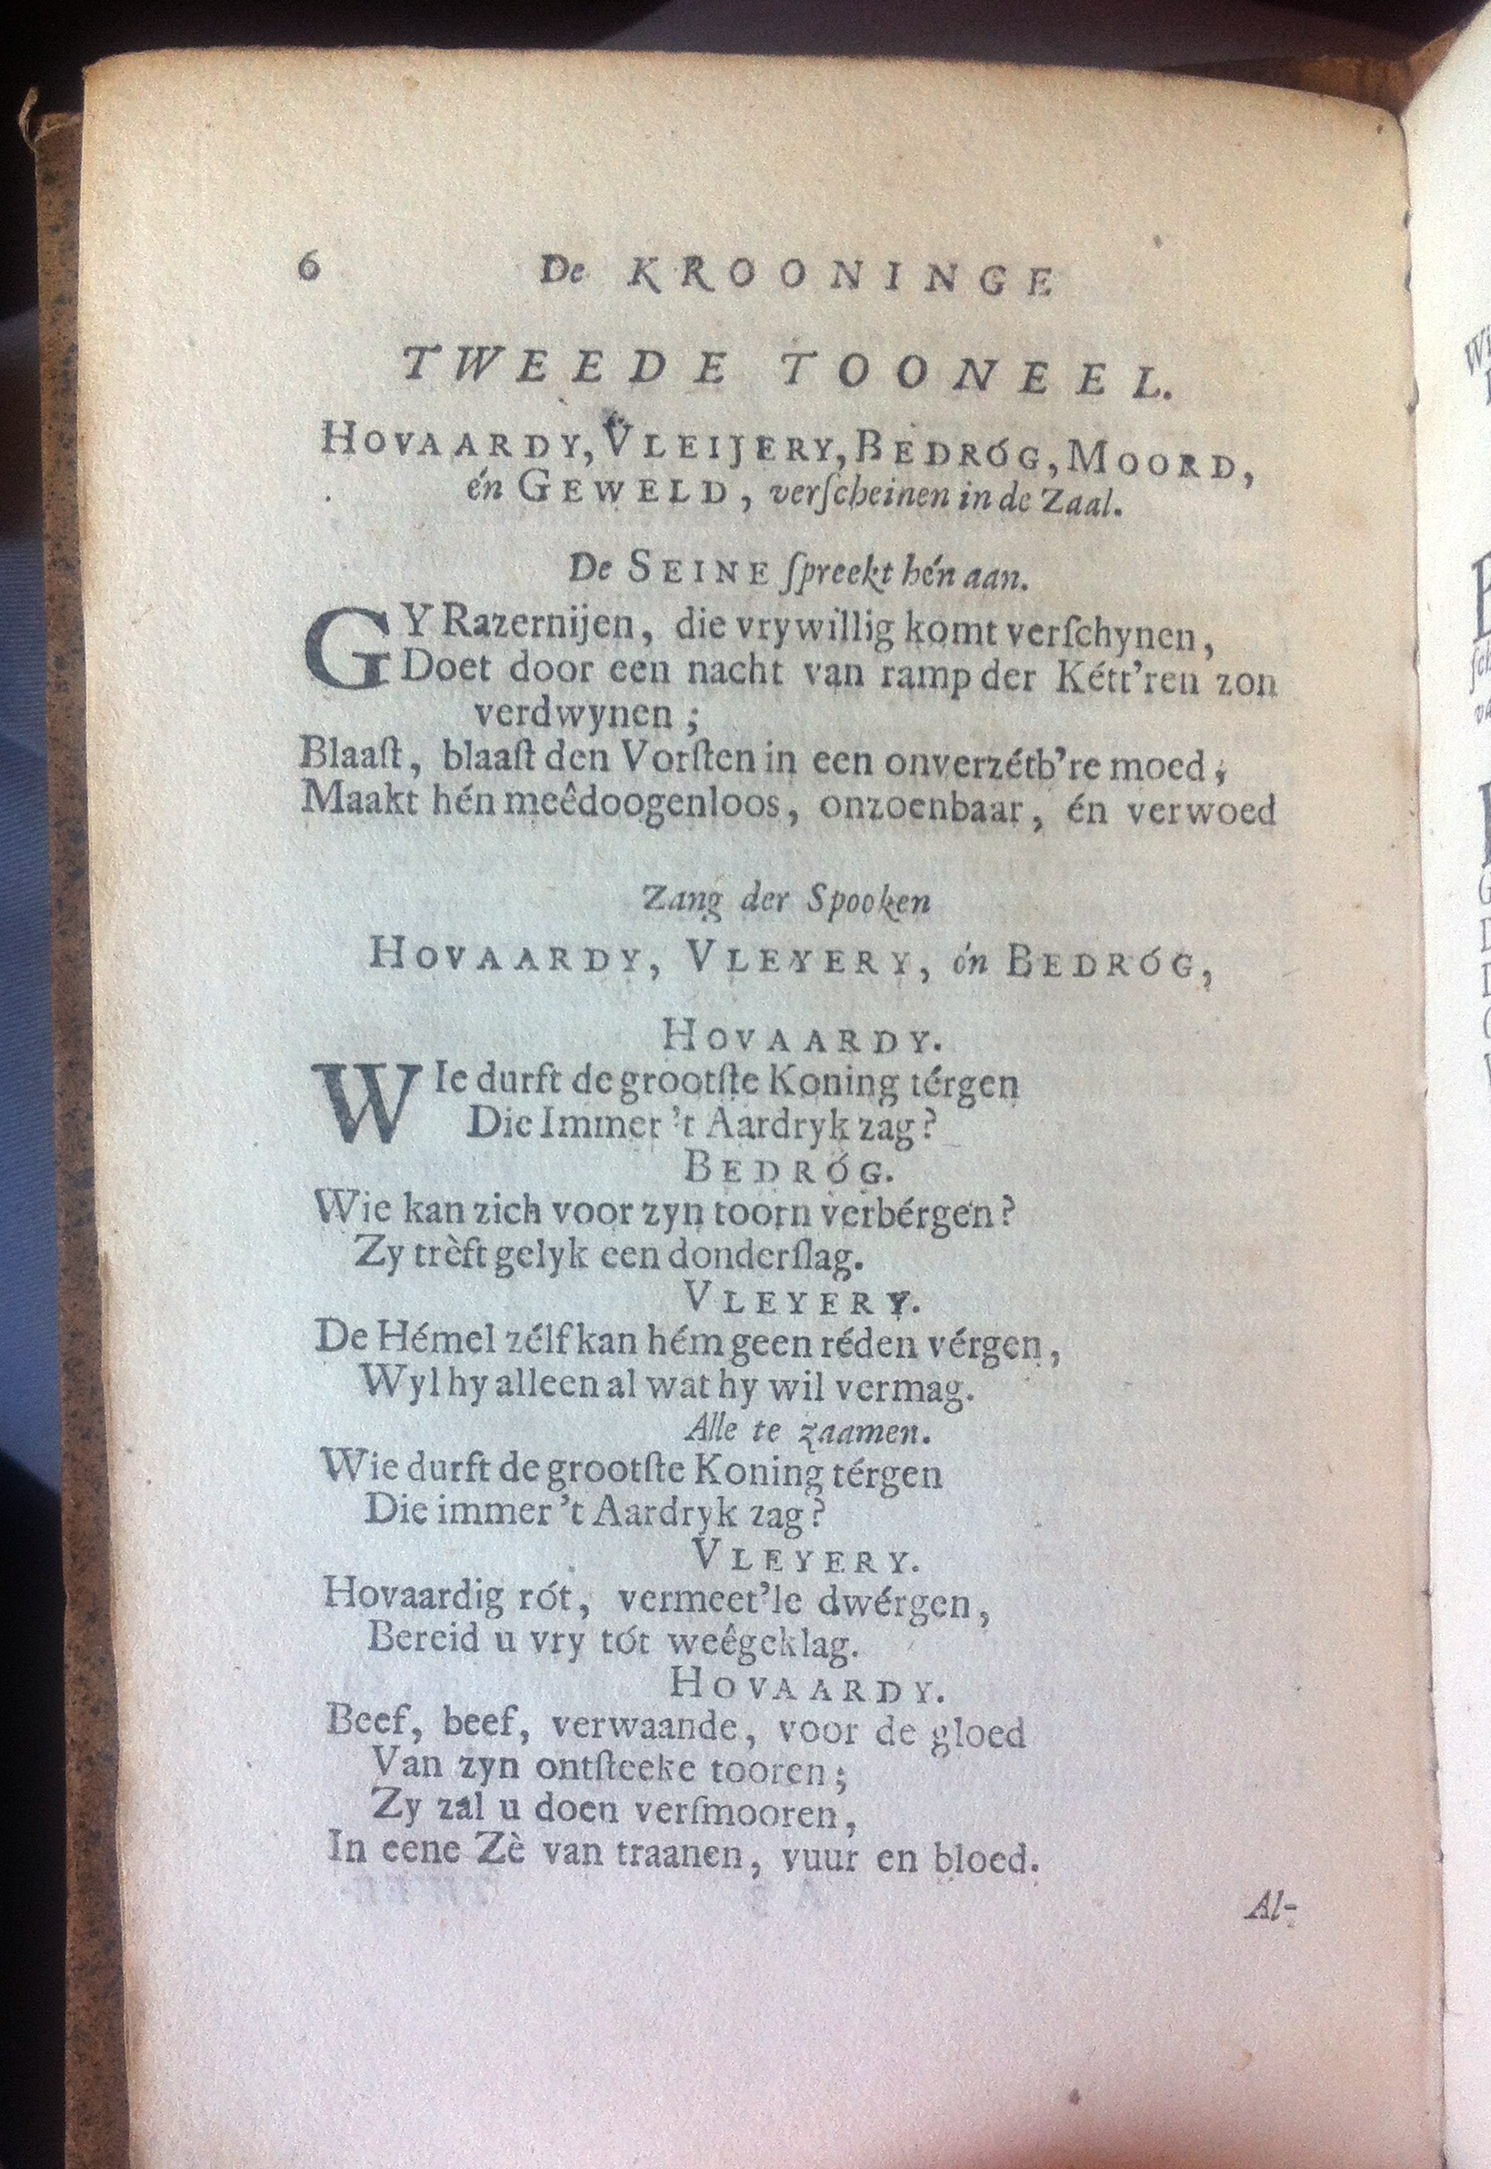 6 De KROONINGE
TWEEDE TOONEEL.
HOVAARDY, VLEIJERY, BEDRÓG, MOORD,
én GEWELD, verſcheinen in de Zaal.
De SEINE ſpreekt hén aan.
GY Razernijen, die vrywillig komt verſchynen,
Doet door een nacht van ramp der Kétt'ren zon
verdwynen;
Blaaſt, blaaſt den Vorſten in een onverzétb're moed;
Maakt hén meêdoogenloos, onzoenbaar, én verwoed
Zang der Spooken
HOVAARDY, VLEYERY, én BEDRÓG,
HOVAARDY.
WIe durft de grootſte Koning térgen
Die Immer 't Aardryk zag?
BEDRÓG.
Wie kan zich voor zyn toorn verbérgen?
Zy trèft gelyk een donderſlag.
VLEYERY.
De Hémel zélf kan hém geen réden vérgen,
Wyl hy alleen al wat hy wil vermag.
Alle te zaamen.
Wie durft de grootſte Koning térgen
Die immer 't Aardryk zag?
VLEYERY.
Hovaardig rót, vermeet'le dwérgen,
Bereid u vry tót weêgeklag.
HOVAARDY.
Beef, beef, verwaande, voor de gloed
Van zyn ontſteeke tooren;
Zy zal u doen verſmooren,
In eene Zè van traanen, vuur en bloed.
Al-